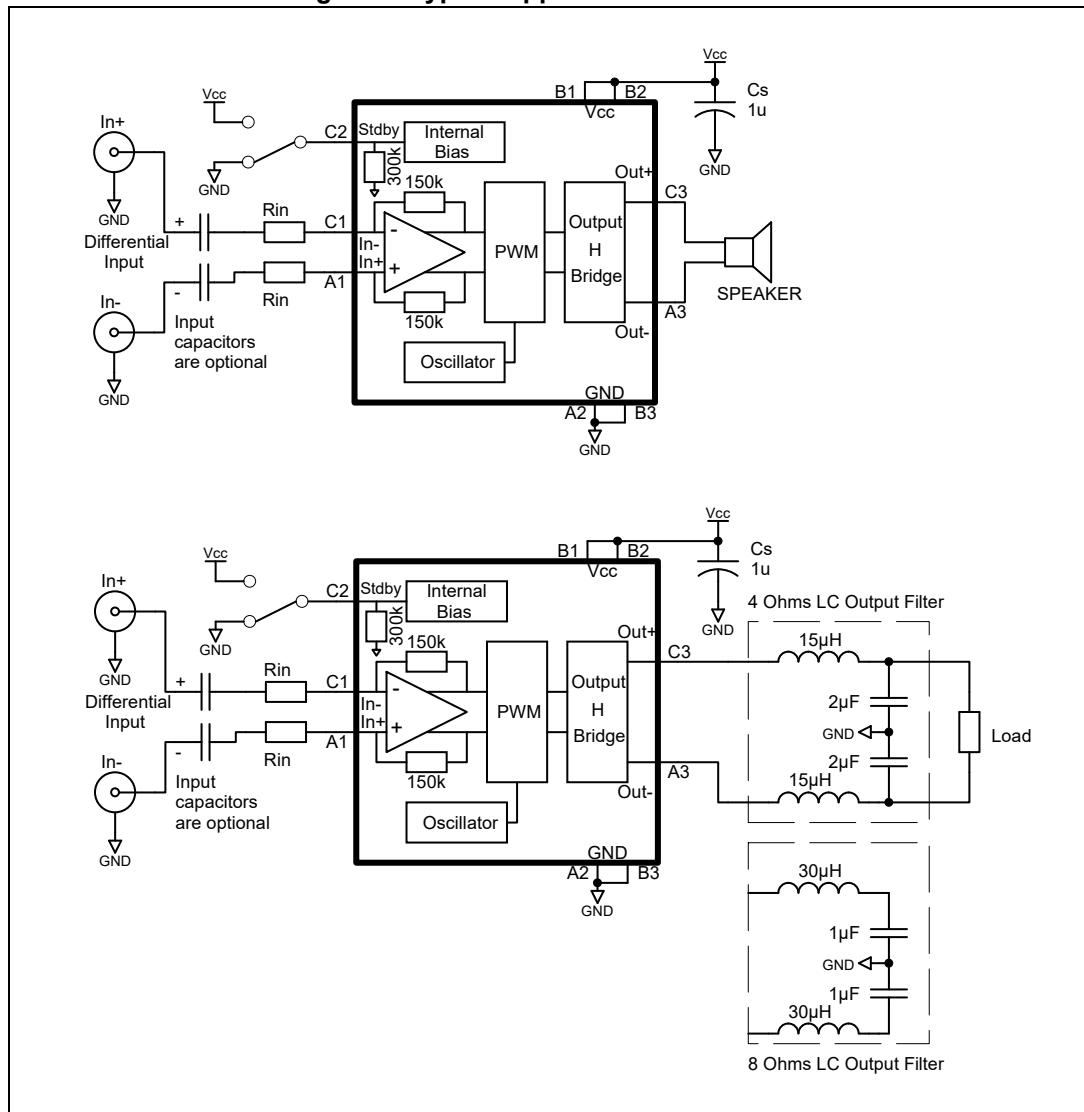 Vcc
B1
B2
Vcc
Cs
1u
GND
In+
Vcc
C2
Stdby
Internal
Bias
300k
GND
GND
150k
Out+
C3
+
Rin
C1
-
In-
In+
+
PWM
Output
H
Bridge
SPEAKER
Differential
Input
-
Rin
A1
150k
A3
Out-
In-
Input
capacitors
are optional
Oscillator
GND
GND
A2
B3
GND
Vcc
B1
B2
Vcc
Cs
1u
GND
In+
Vcc
C2
Stdby
Internal
Bias
300k
GND
GND
4 Ohms LC Output Filter
150k
Out+
C3
15µH
+
Rin
C1
-
In-
In+
+
PWM
Output
H
Bridge
2µF
GND
2µF
Load
Differential
Input
-
Rin
A1
150k
A3
Out-
15µH
In-
Input
capacitors
are optional
Oscillator
GND
GND
A2
B3
GND
30µH
1µF
GND
1µF
30µH
8 Ohms LC Output Filter